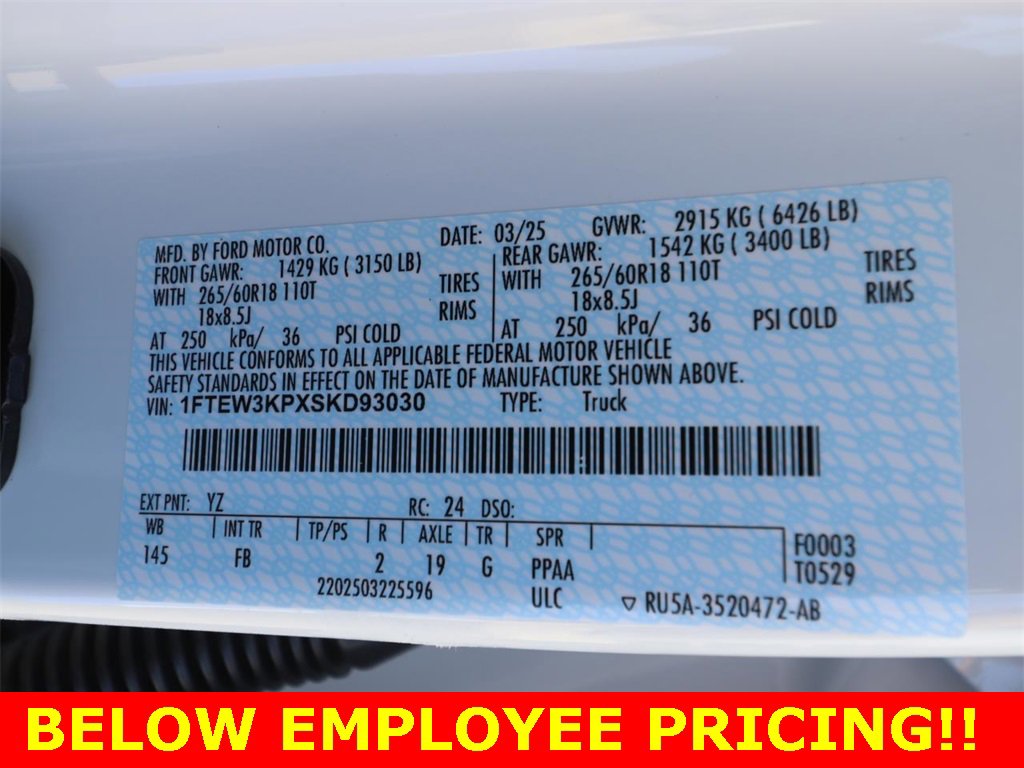 MFD. BY FORD MOTOR CO. DATE: 03/25 GVWR: 2915 KG ( 6426 LB)
FRONT GAWR: 1429 KG ( 3150 LB) REAR GAWR: 1542 KG ( 3400 LB)
WITH 265/60R18 110T TIRES WITH 265/60R18 110T TIRES
18x8.5J RIMS 18x8.5J RIMS
AT 250 kPa/ 36 PSI COLD AT 250 kPa/ 36 PSI COLD
THIS VEHICLE CONFORMS TO ALL APPLICABLE FEDERAL MOTOR VEHICLE
SAFETY STANDARDS IN EFFECT ON THE DATE OF MANUFACTURE SHOWN ABOVE.
VIN: 1FTEW3KPXSKD93030 TYPE: Truck
EXT PNT: YZ RC: 24 DSO:
WB INT TR TP/PS R AXLE TR SPR F0003
145 FB 2 19 G PPAA T0529
2202503225596 ULC ▽ RU5A-3520472-AB
BELOW EMPLOYEE PRICING!!